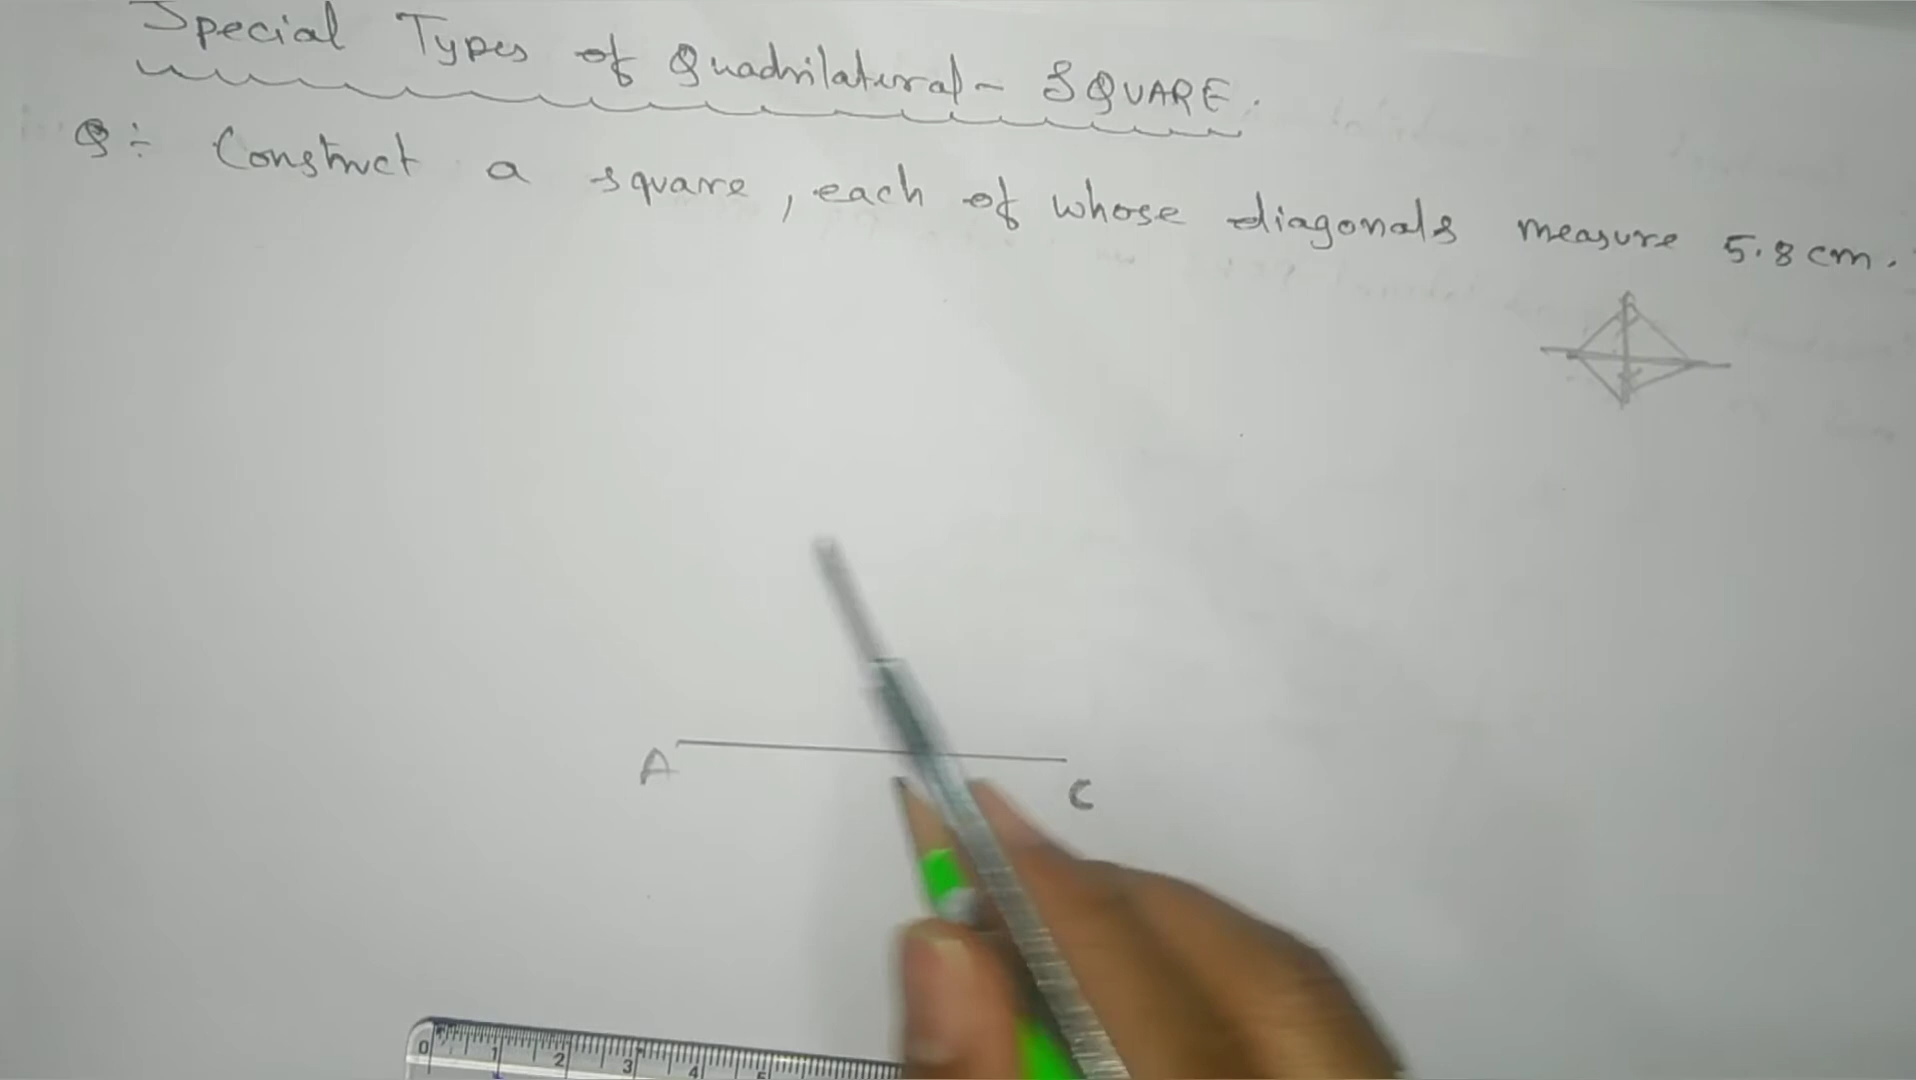 Special Types of Quadrilateral - SQUARE.
Q:- Construct a square, each of whose diagonals measure 5.8 cm.
A
C
0 1 2 3 4 5